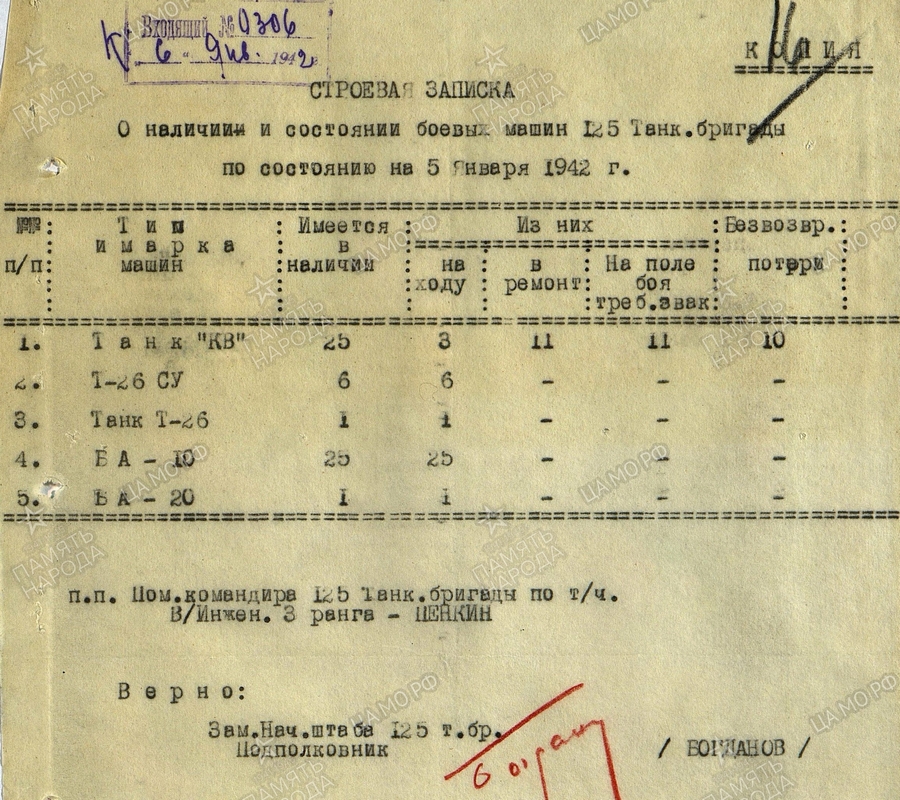 Входящий № 0306
"6" Янв. 1942 г.
КОПИЯ
СТРОЕВАЯ ЗАПИСКА
О наличиии и состоянии боевых машин 125 Танк.бригады
по состоянию на 5 Января 1942 г.
№№ : Тип : Имеется : Из них : Безвозвр. :
и марка : в
п/п : машин : наличии : на : в : На поле : потери :
ходу : ремонт : боя
треб.эвак :
1. Танк "КВ" 25 3 11 11 10
2. Т-26 СУ 6 6 - - -
3. Танк Т-26 1 1 - - -
4. БА - 10 25 25 - - -
5. БА - 20 1 1 - - -
п.п. Пом.командира 125 Танк.бригады по т/ч.
В/Инжен. 3 ранга - ПЕНКИН
Верно:
Зам.Нач.штаба 125 т.бр.
Подполковник / БОГДАНОВ /
ПАМЯТЬ НАРОДА
ЦАМО.РФ